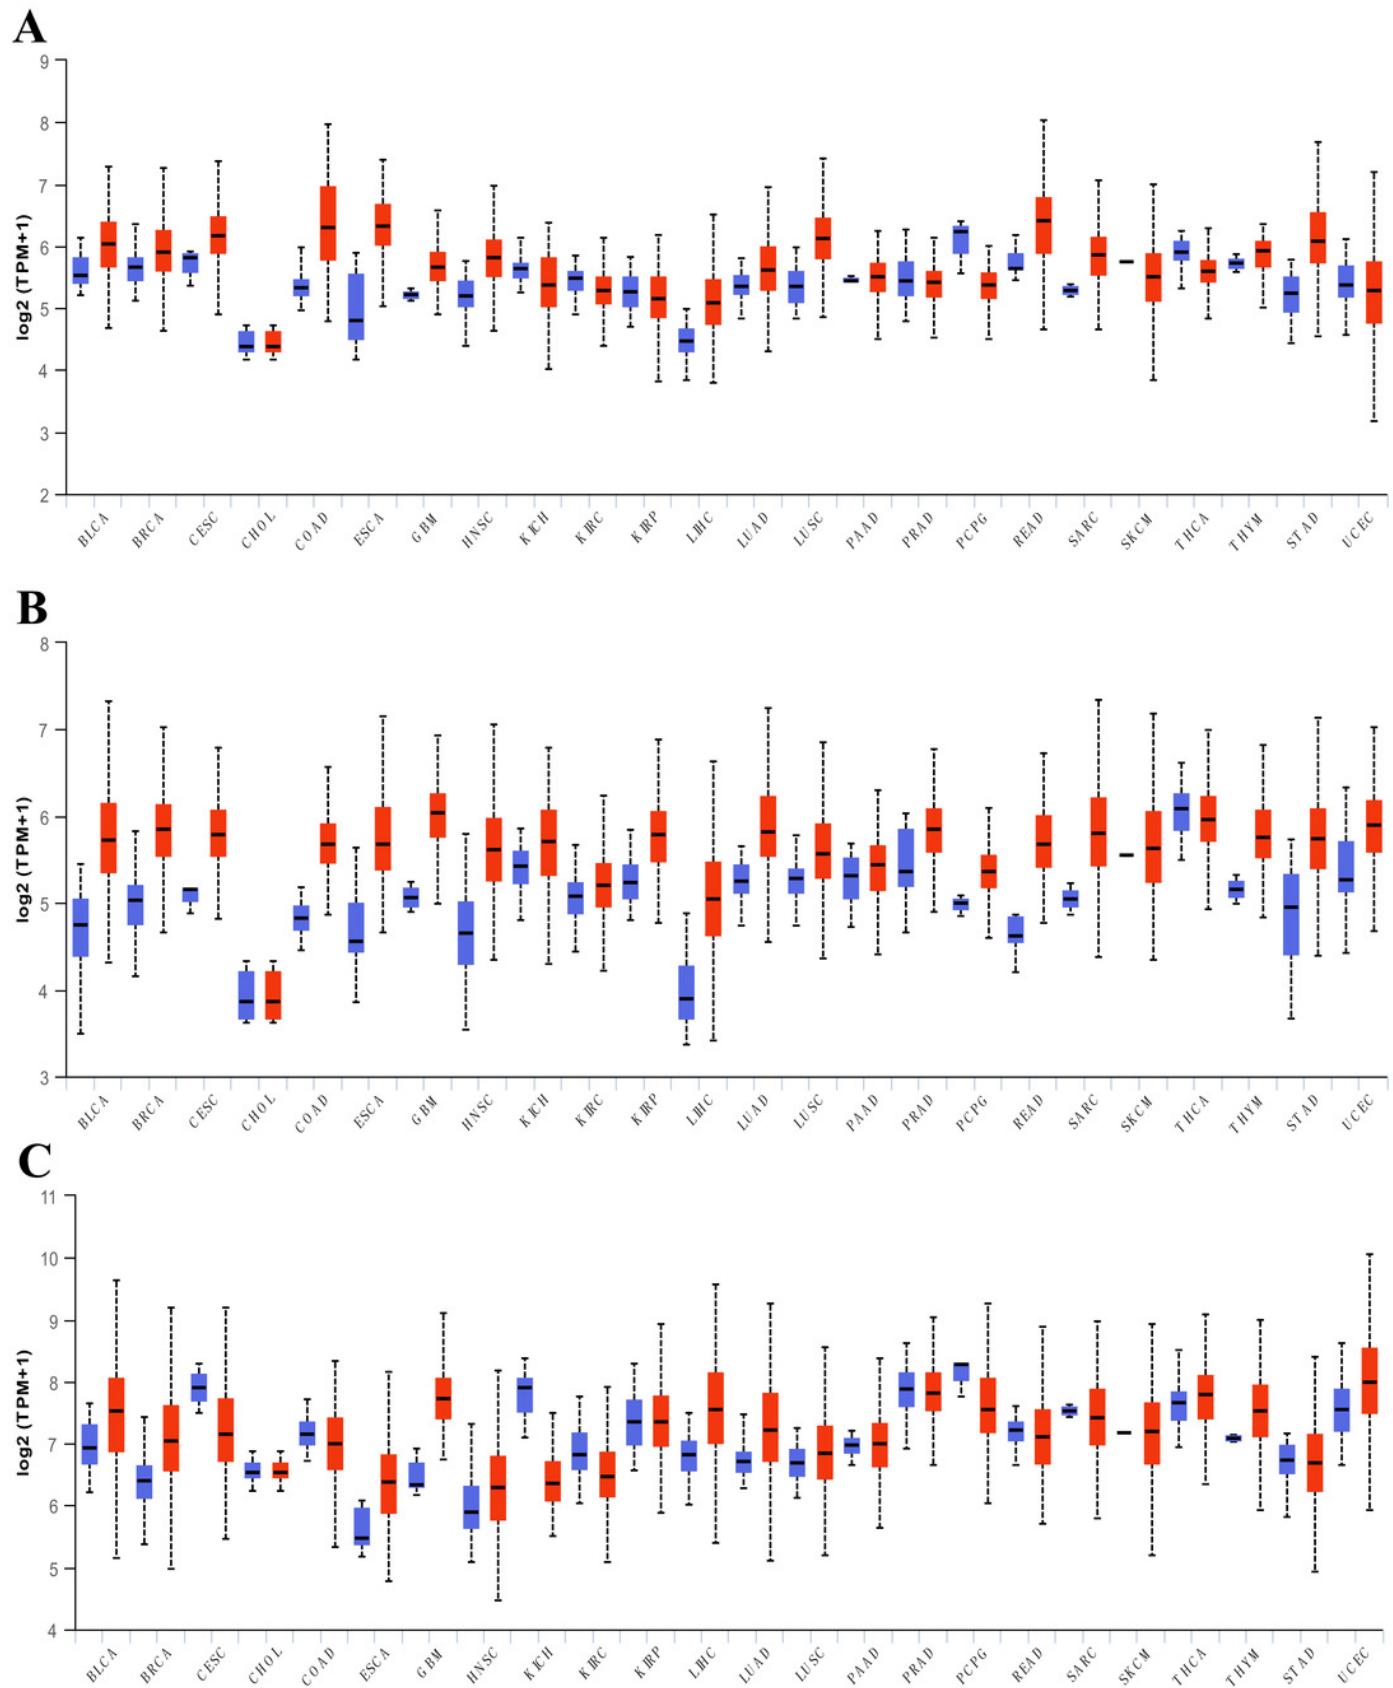 A
9
8
7
6
5
4
3
2
log2 (TPM+1)
BLCA BRCA CESC CHOL COAD ESCA GBM HNSC KICH KIRC KIRP LIHC LUAD LUSC PAAD PRAD PCPG READ SARC SKCM THCA THYM STAD UCEC
B
8
7
6
5
4
3
log2 (TPM+1)
BLCA BRCA CESC CHOL COAD ESCA GBM HNSC KICH KIRC KIRP LIHC LUAD LUSC PAAD PRAD PCPG READ SARC SKCM THCA THYM STAD UCEC
C
11
10
9
8
7
6
5
4
log2 (TPM+1)
BLCA BRCA CESC CHOL COAD ESCA GBM HNSC KICH KIRC KIRP LIHC LUAD LUSC PAAD PRAD PCPG READ SARC SKCM THCA THYM STAD UCEC